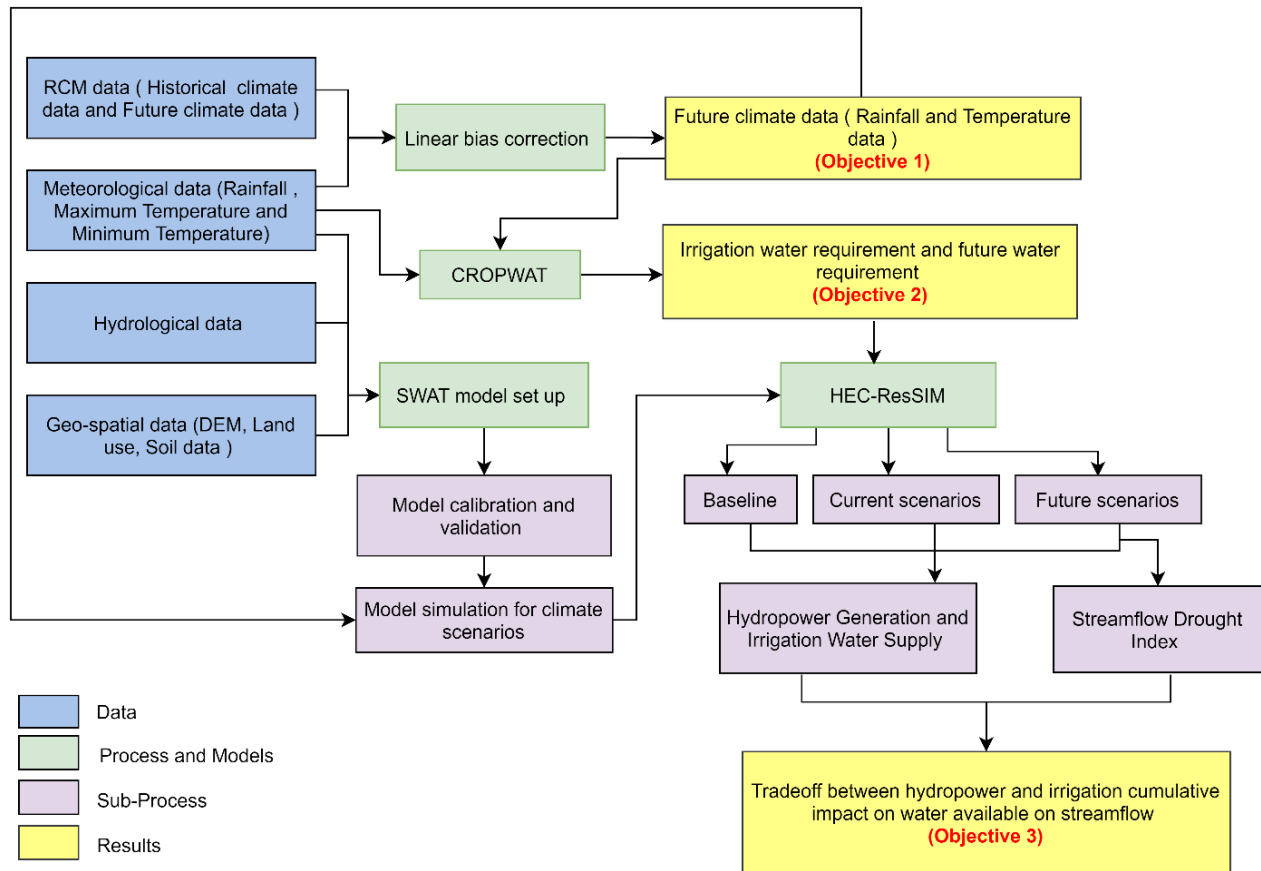 RCM data ( Historical climate
data and Future climate data )
Linear bias correction
Future climate data ( Rainfall and Temperature
data )
(Objective 1)
Meteorological data (Rainfall ,
Maximum Temperature and
Minimum Temperature)
CROPWAT
Irrigation water requirement and future water
requirement
(Objective 2)
Hydrological data
SWAT model set up
HEC-ResSIM
Geo-spatial data (DEM, Land
use, Soil data )
Model calibration and
validation
Baseline
Current scenarios
Future scenarios
Model simulation for climate
scenarios
Hydropower Generation and
Irrigation Water Supply
Streamflow Drought
Index
Data
Process and Models
Sub-Process
Results
Tradeoff between hydropower and irrigation cumulative
impact on water available on streamflow
(Objective 3)